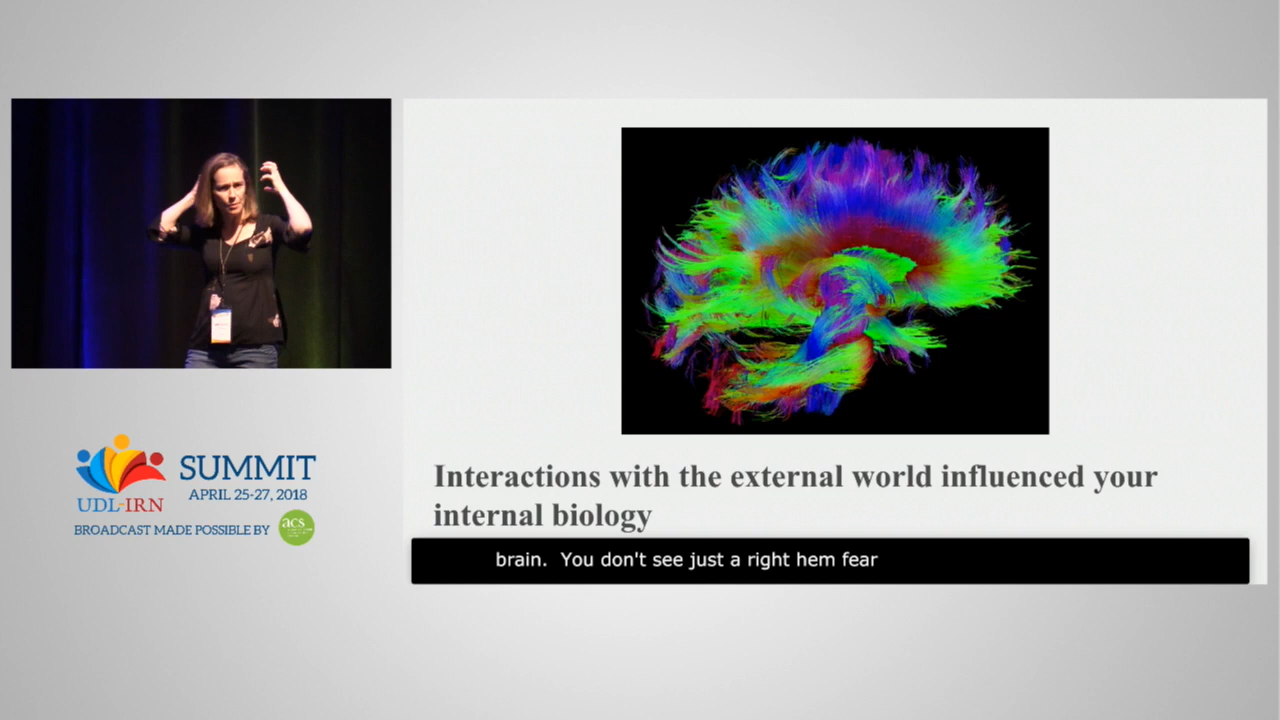 Interactions with the external world influenced your
internal biology
brain.  You don't see just a right hem fear
UDL-IRN
SUMMIT
APRIL 25-27, 2018
BROADCAST MADE POSSIBLE BY
acs